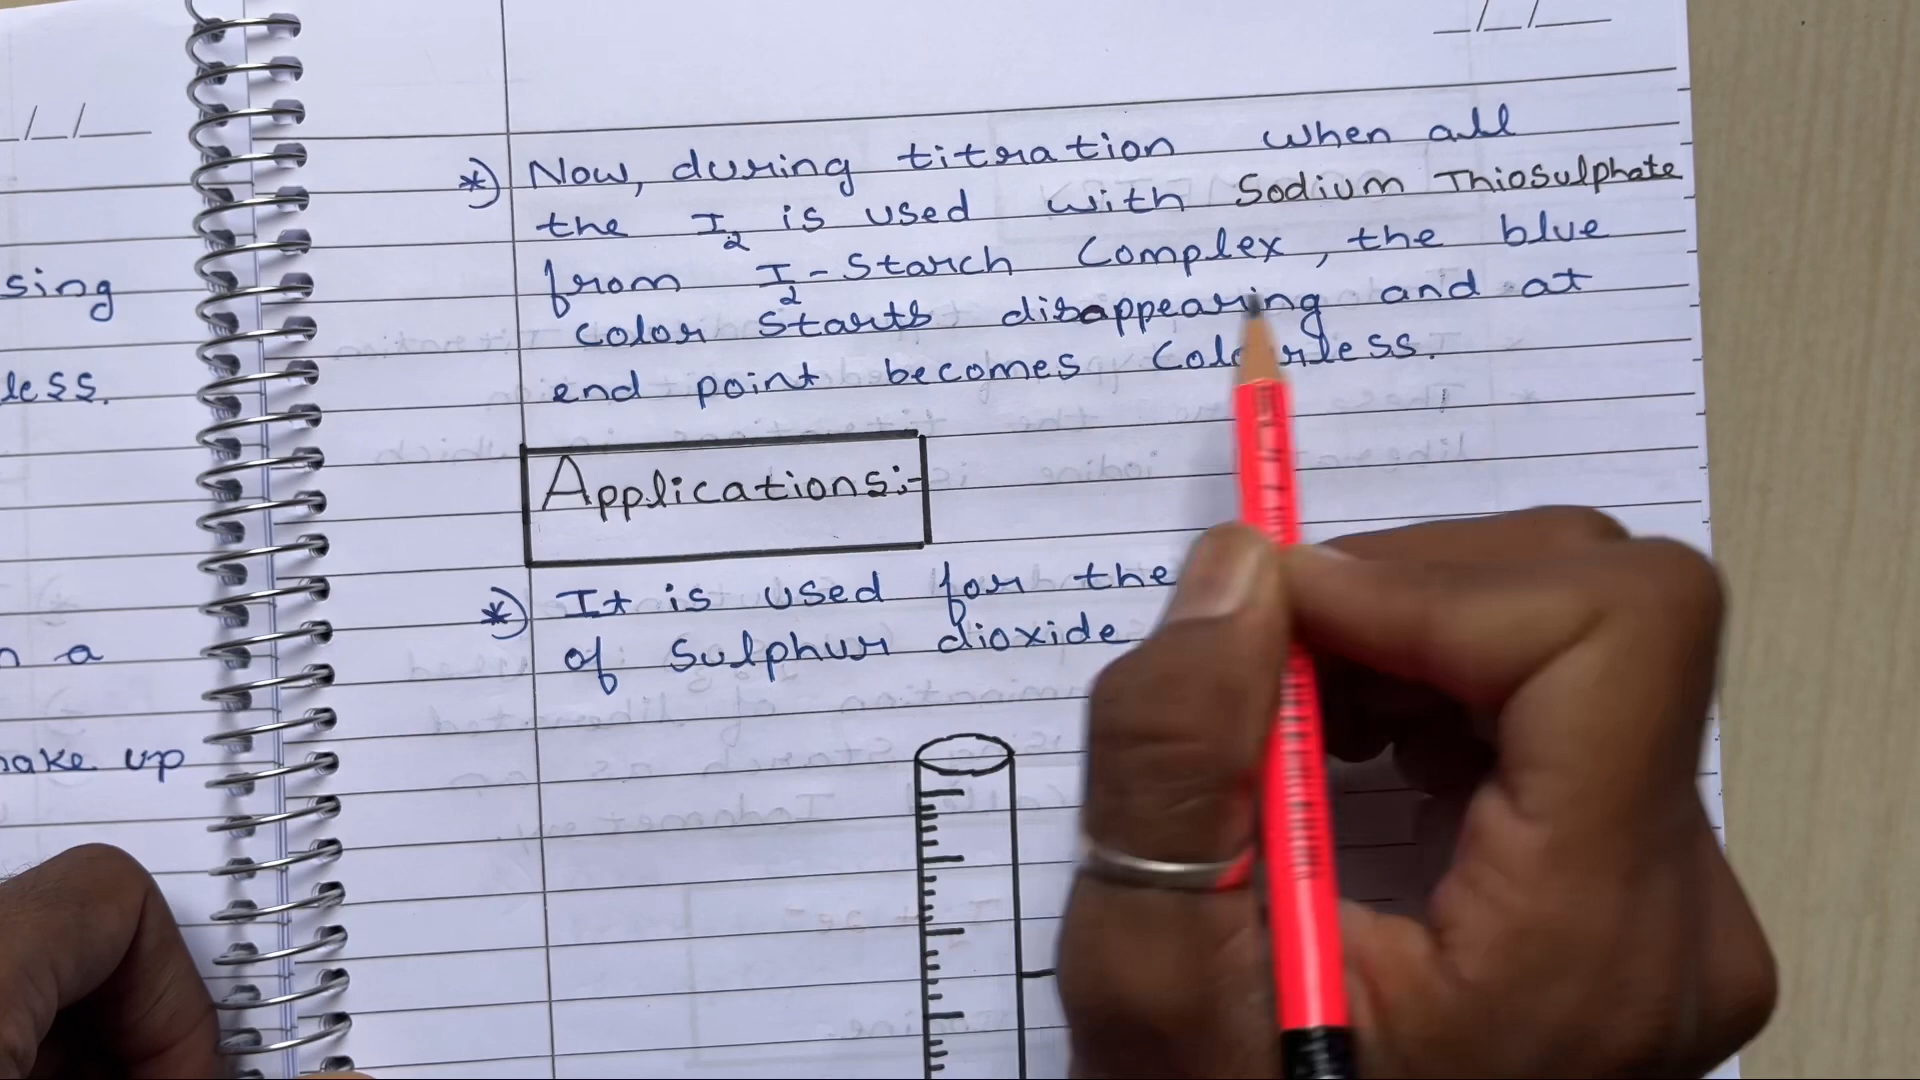 *) Now, during titration when all
the I2 is used with Sodium Thiosulphate
from I2-Starch Complex, the blue
color starts disappearing and at
end point becomes Colourless.
Applications:-
*) It is used for the
of Sulphur dioxide
sing
less.
a
make up